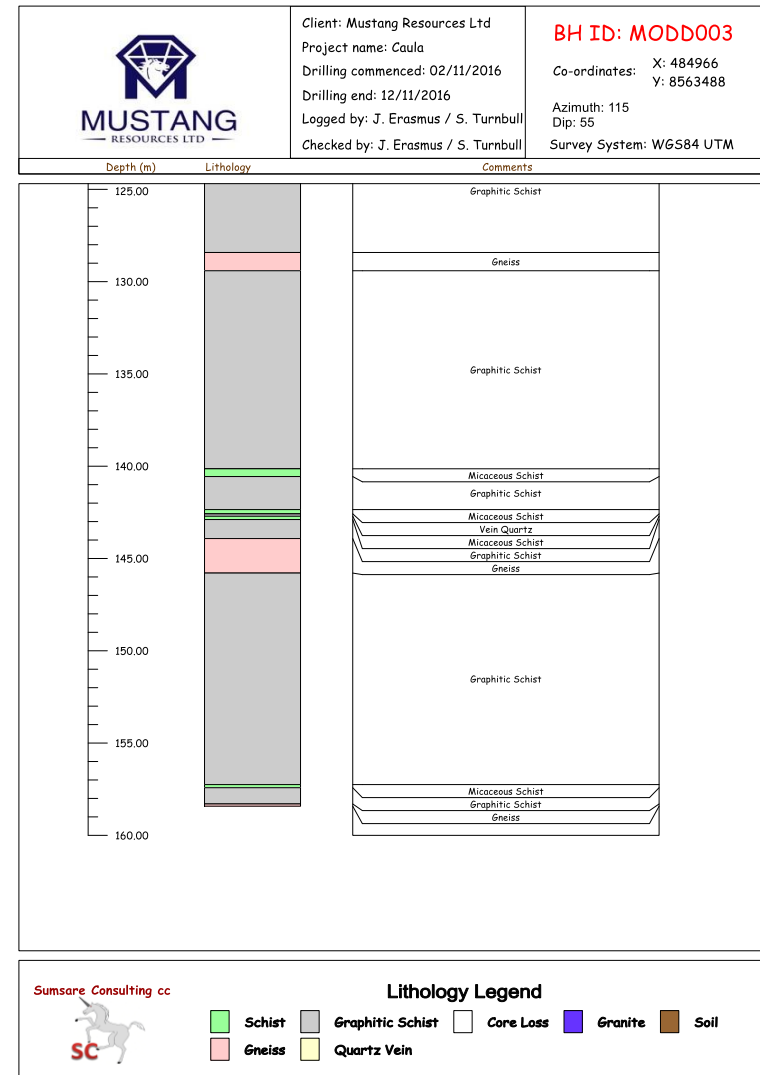 MUSTANG
RESOURCES LTD
Client: Mustang Resources Ltd
Project name: Caula
Drilling commenced: 02/11/2016
Drilling end: 12/11/2016
Logged by: J. Erasmus / S. Turnbull
Checked by: J. Erasmus / S. Turnbull
BH ID: MODD003
Co-ordinates: X: 484966
Y: 8563488
Azimuth: 115
Dip: 55
Survey System: WGS84 UTM
Depth (m) Lithology Comments
125.00 Graphitic Schist
Gneiss
130.00
135.00 Graphitic Schist
140.00
Micaceous Schist
Graphitic Schist
Micaceous Schist
Vein Quartz
Micaceous Schist
145.00 Graphitic Schist
Gneiss
150.00
Graphitic Schist
155.00
Micaceous Schist
Graphitic Schist
Gneiss
160.00
Sumsare Consulting cc
SC
Lithology Legend
Schist Graphitic Schist Core Loss Granite Soil
Gneiss Quartz Vein